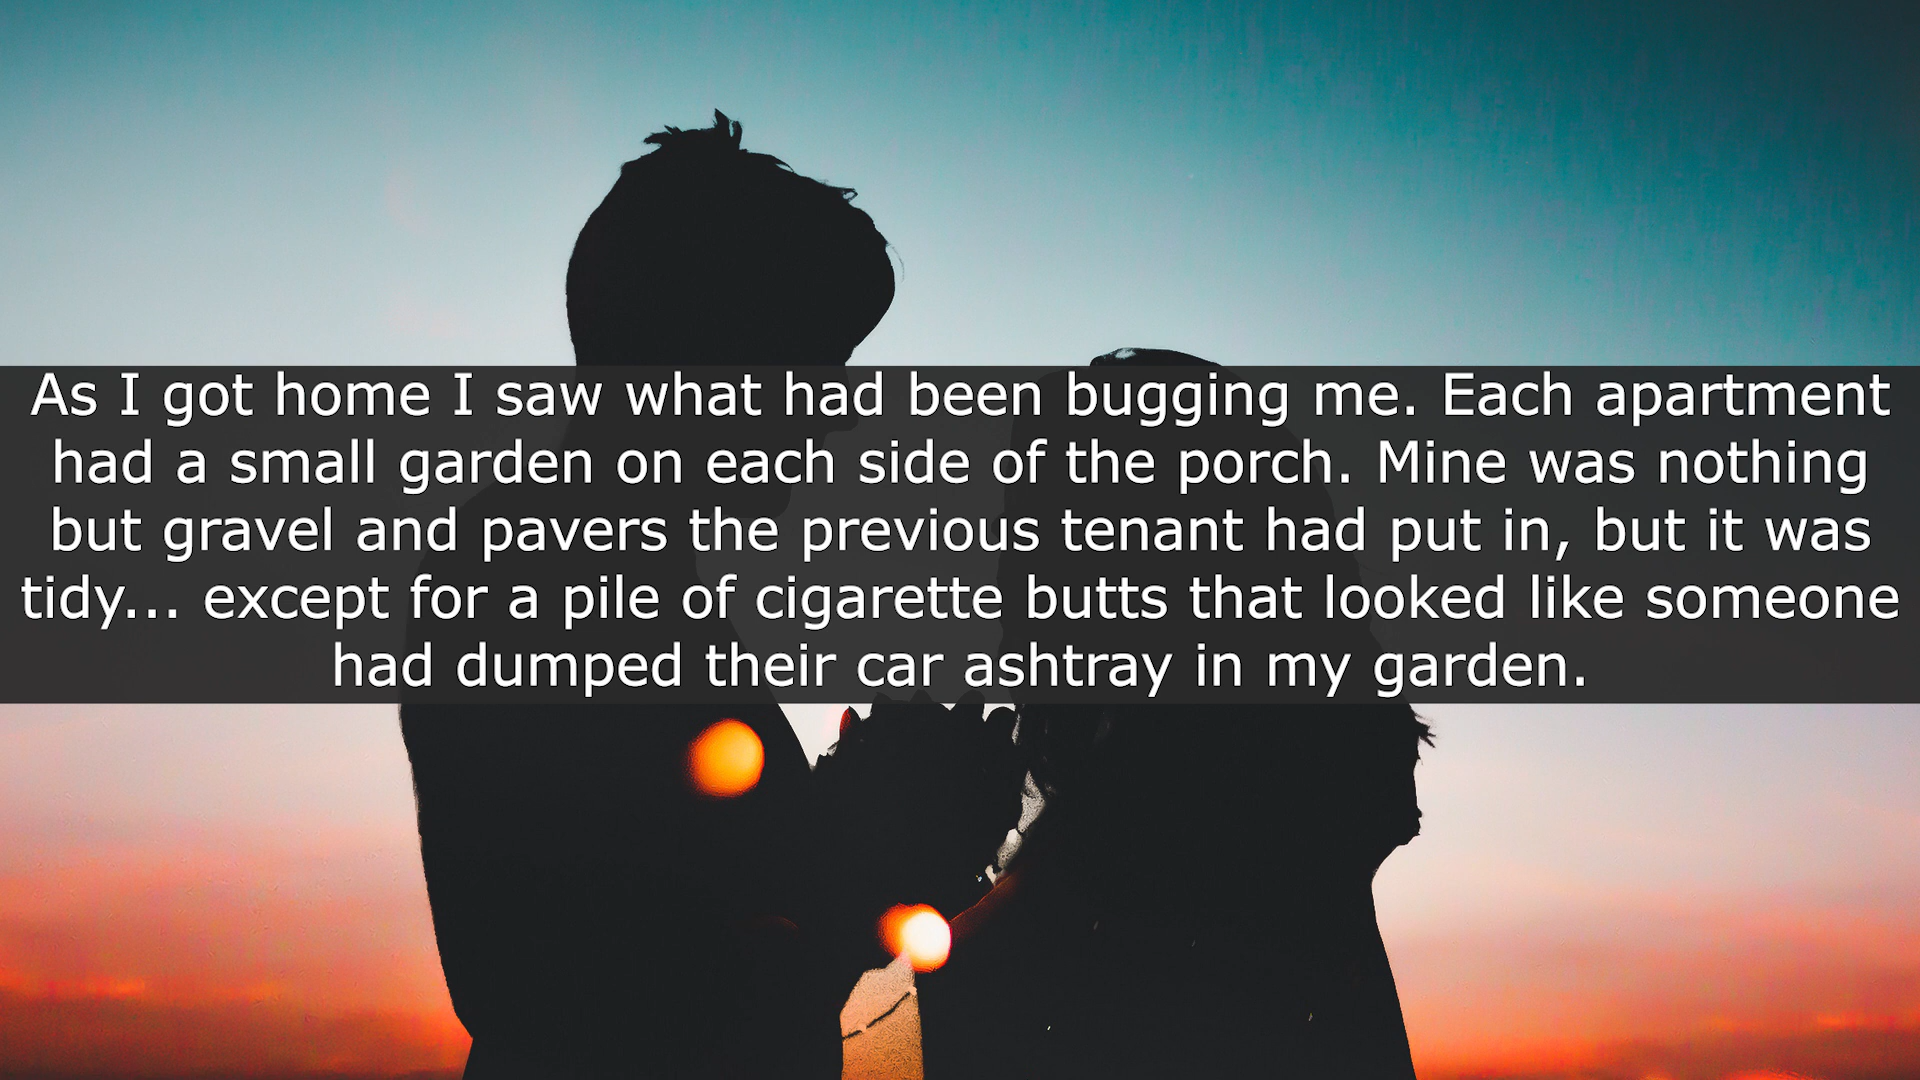 As I got home I saw what had been bugging me. Each apartment
had a small garden on each side of the porch. Mine was nothing
but gravel and pavers the previous tenant had put in, but it was
tidy... except for a pile of cigarette butts that looked like someone
had dumped their car ashtray in my garden.